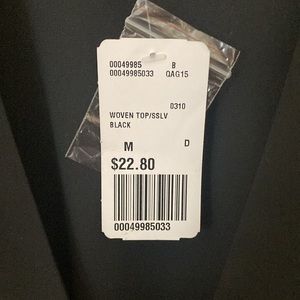 00049985 B
00049985033 QAG15
0310
WOVEN TOP/SSLV
BLACK
M D
$22.80
00049985033